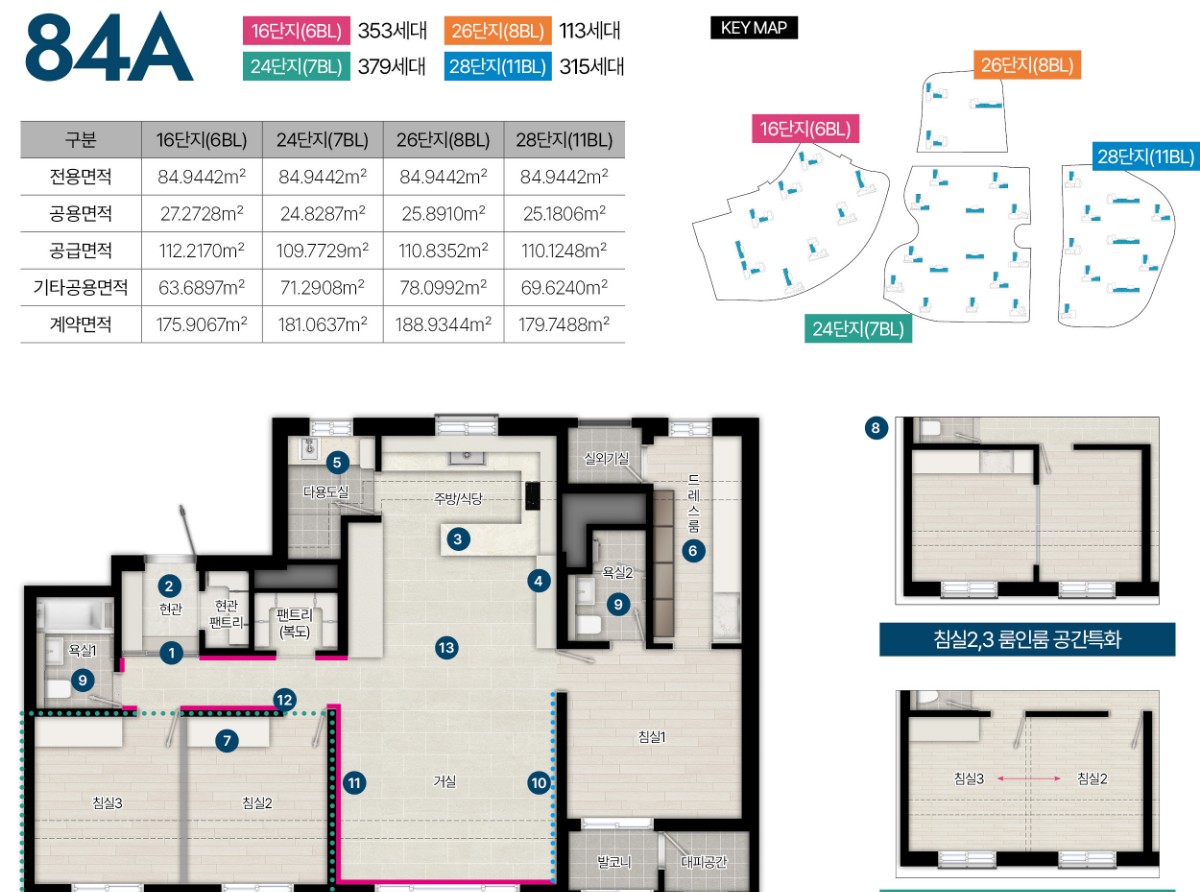 84A
16단지(6BL) 353세대 26단지(8BL) 113세대
24단지(7BL) 379세대 28단지(11BL) 315세대
구분 16단지(6BL) 24단지(7BL) 26단지(8BL) 28단지(11BL)
전용면적 84.9442m² 84.9442m² 84.9442m² 84.9442m²
공용면적 27.2728m² 24.8287m² 25.8910m² 25.1806m²
공급면적 112.2170m² 109.7729m² 110.8352m² 110.1248m²
기타공용면적 63.6897m² 71.2908m² 78.0992m² 69.6240m²
계약면적 175.9067m² 181.0637m² 188.9344m² 179.7488m²
KEY MAP
26단지(8BL)
16단지(6BL)
28단지(11BL)
24단지(7BL)
5
다용도실
주방/식당
3
실외기실
드레스룸
6
4
욕실2
9
2
현관
현관
팬트리
팬트리
(복도)
1
욕실1
9
13
12
7
11
거실
10
침실1
침실3
침실2
발코니
대피공간
8
침실2,3 룸인룸 공간특화
침실3
침실2